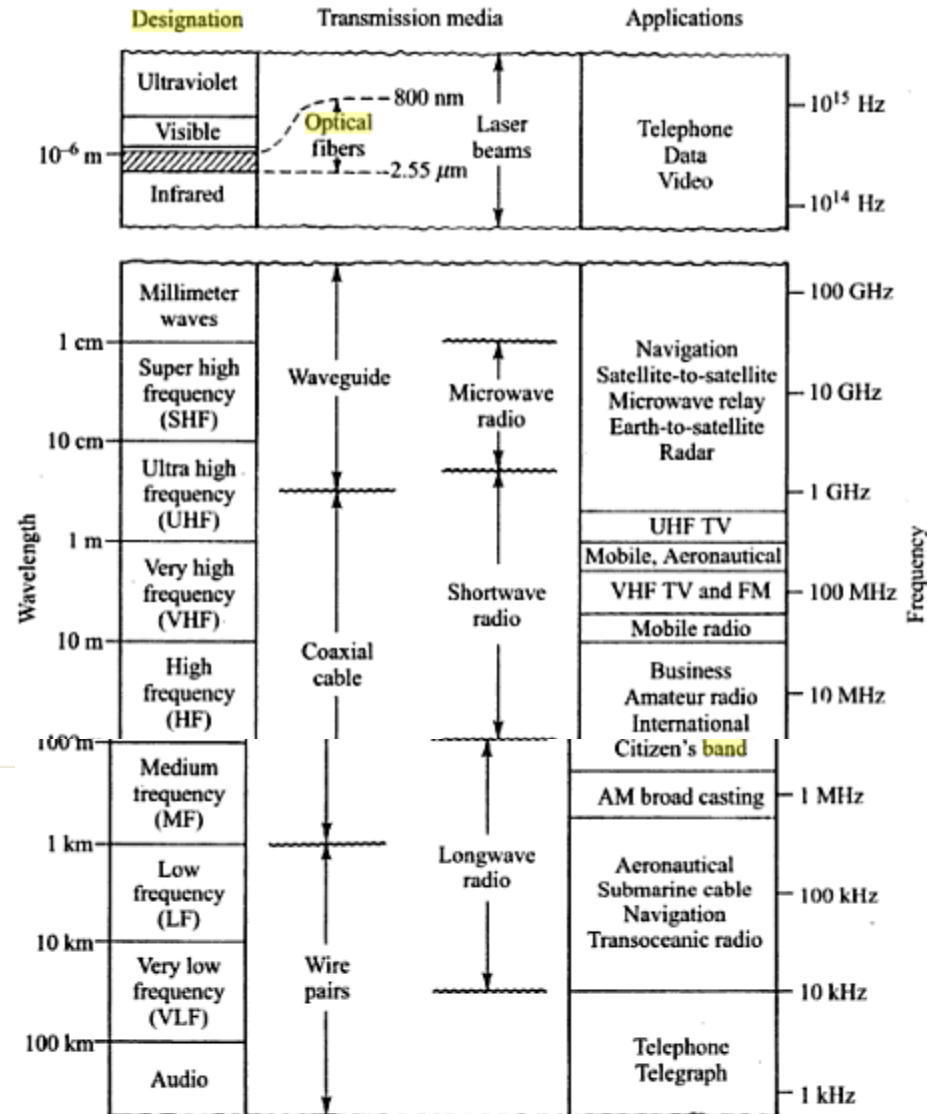 Designation
Transmission media
Applications
Ultraviolet
800 nm
10¹⁵ Hz
Visible
Optical
fibers
Laser
beams
Telephone
Data
Video
10⁻⁶ m
2.55 μm
Infrared
10¹⁴ Hz
Millimeter
waves
100 GHz
1 cm
Super high
frequency
(SHF)
Waveguide
Microwave
radio
Navigation
Satellite-to-satellite
Microwave relay
Earth-to-satellite
Radar
10 GHz
10 cm
Ultra high
frequency
(UHF)
1 GHz
UHF TV
Wavelength
Frequency
1 m
Mobile, Aeronautical
Very high
frequency
(VHF)
Shortwave
radio
VHF TV and FM
100 MHz
Mobile radio
10 m
High
frequency
(HF)
Coaxial
cable
Business
Amateur radio
International
Citizen's band
10 MHz
100 m
Medium
frequency
(MF)
AM broad casting
1 MHz
1 km
Low
frequency
(LF)
Longwave
radio
Aeronautical
Submarine cable
Navigation
Transoceanic radio
100 kHz
10 km
Very low
frequency
(VLF)
Wire
pairs
10 kHz
100 km
Audio
Telephone
Telegraph
1 kHz